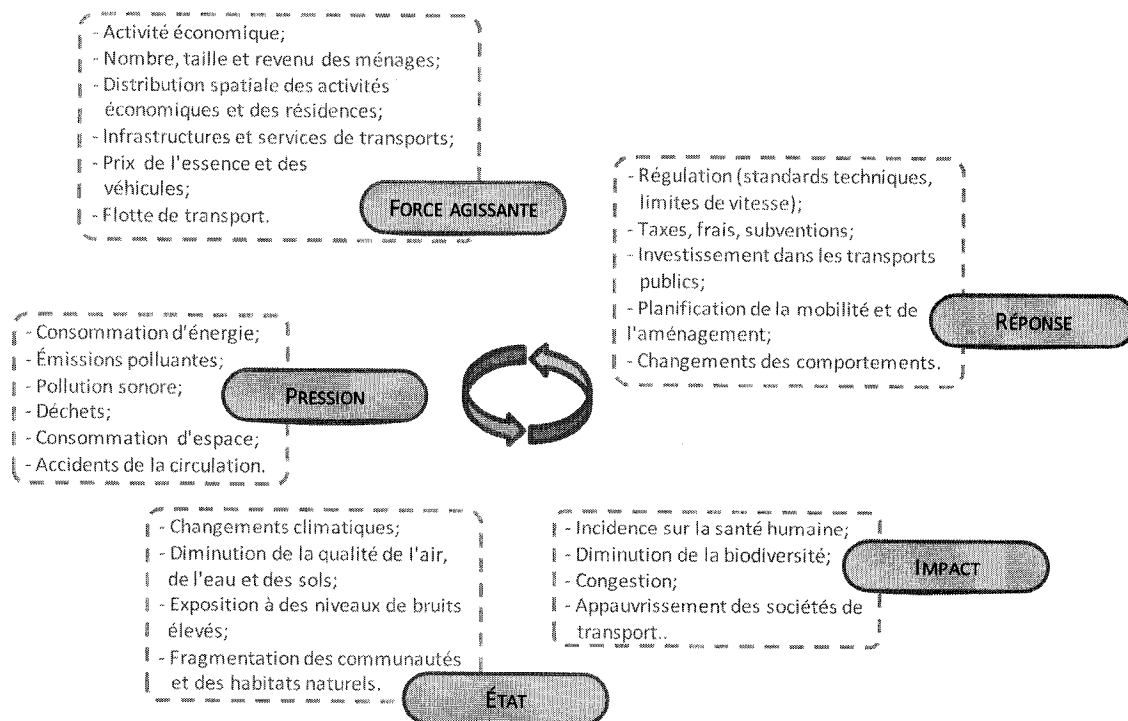 - Activité économique;
- Nombre, taille et revenu des ménages;
- Distribution spatiale des activités
économiques et des résidences;
- Infrastructures et services de transports;
- Prix de l'essence et des
véhicules;
- Flotte de transport.
FORCE AGISSANTE
- Régulation (standards techniques,
limites de vitesse);
- Taxes, frais, subventions;
- Investissement dans les transports
publics;
- Planification de la mobilité et de
l'aménagement;
- Changements des comportements.
RÉPONSE
- Consommation d'énergie;
- Émissions polluantes;
- Pollution sonore;
- Déchets;
- Consommation d'espace;
- Accidents de la circulation.
PRESSION
- Changements climatiques;
- Diminution de la qualité de l'air,
de l'eau et des sols;
- Exposition à des niveaux de bruits
élevés;
- Fragmentation des communautés
et des habitats naturels.
ÉTAT
- Incidence sur la santé humaine;
- Diminution de la biodiversité;
- Congestion;
- Appauvrissement des sociétés de
transport..
IMPACT